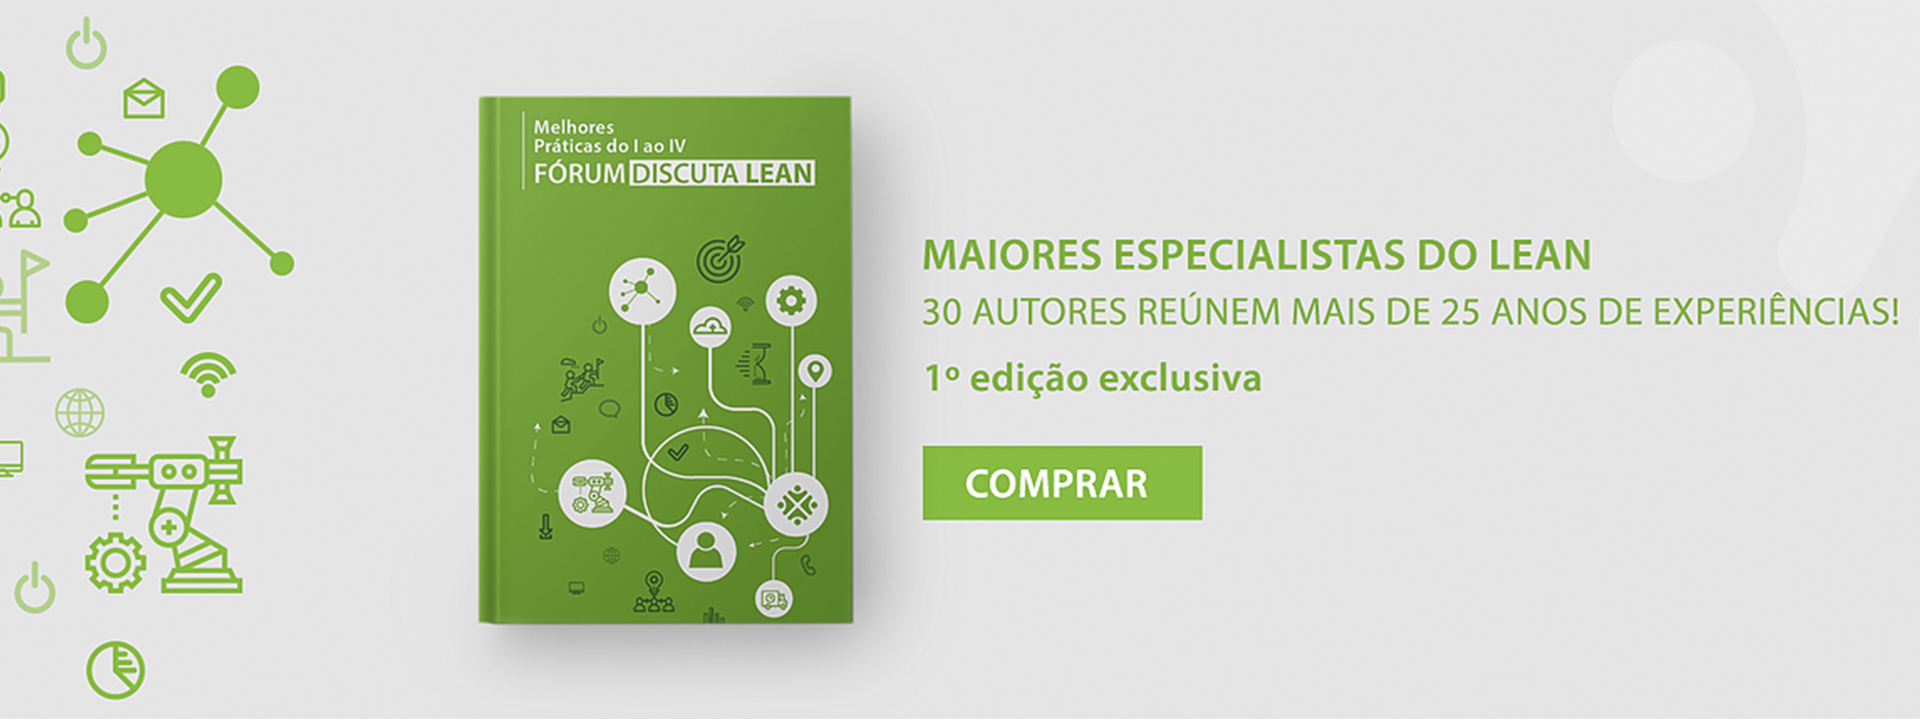 Melhores
Práticas do I ao IV
FÓRUM DISCUTA LEAN
MAIORES ESPECIALISTAS DO LEAN
30 AUTORES REÚNEM MAIS DE 25 ANOS DE EXPERIÊNCIAS!
1º edição exclusiva
COMPRAR